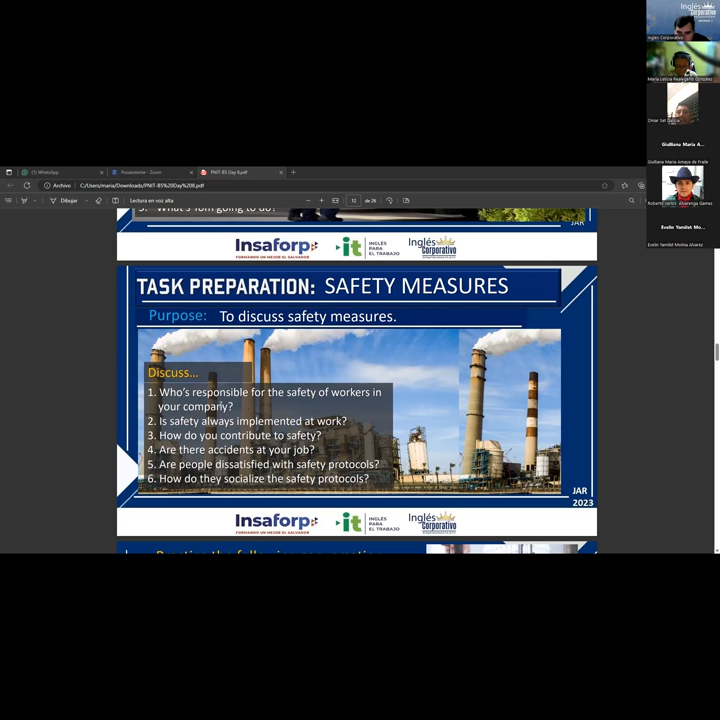 Inglés
Corporativo
Ingles Corporativo
Maria Leticia Realegeño Gonzalez
Omar Set Garcia
Giulliana Maria A...
Giulliana Maria Amaya de Fraile
Roberto carlos Alvarenga Gamez
Evelin Yamilet Mo...
Evelin Yamilet Molina Alvarez
(1) WhatsApp
Posasistente - Zoom
PNIT-B5 Day 8.pdf
Archivo
C:/Users/maria/Downloads/PNIT-B5%20Day%208.pdf
Dibujar
Lectura en voz alta
12
de 26
JAR
Insaforp
FORMANDO UN MEJOR EL SALVADOR
it
INGLÉS
PARA
EL TRABAJO
Inglés
Corporativo
TASK PREPARATION: SAFETY MEASURES
Purpose: To discuss safety measures.
Discuss...
1. Who's responsible for the safety of workers in
your company?
2. Is safety always implemented at work?
3. How do you contribute to safety?
4. Are there accidents at your job?
5. Are people dissatisfied with safety protocols?
6. How do they socialize the safety protocols?
JAR
2023
Insaforp
FORMANDO UN MEJOR EL SALVADOR
it
INGLÉS
PARA
EL TRABAJO
Inglés
Corporativo